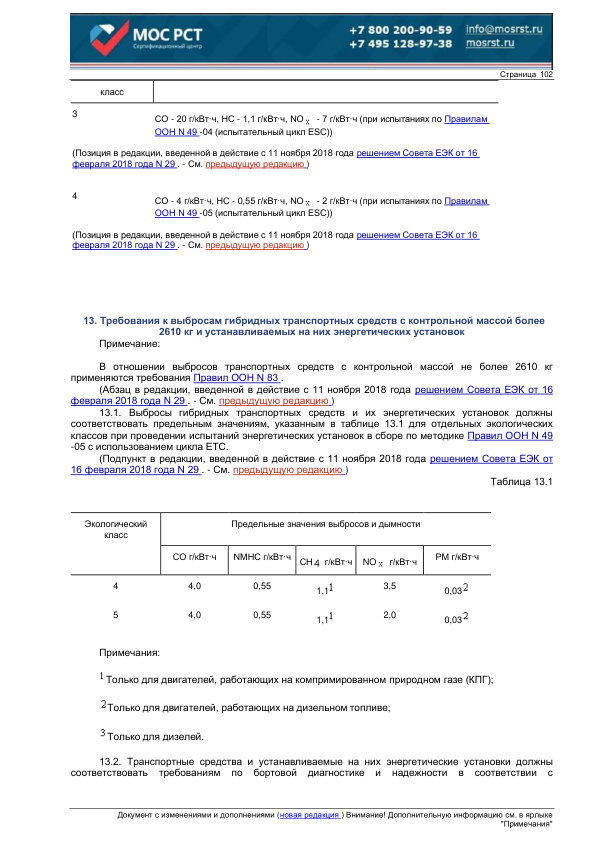 МОС РСТ
Сертификационный центр
+7 800 200-90-59 info@mosrst.ru
+7 495 128-97-38 mosrst.ru
Страница 102
класс
3
CO - 20 г/кВт·ч, HC - 1,1 г/кВт·ч, NO x - 7 г/кВт·ч (при испытаниях по Правилам
ООН N 49 -04 (испытательный цикл ESC))
(Позиция в редакции, введенной в действие с 11 ноября 2018 года решением Совета ЕЭК от 16
февраля 2018 года N 29 . - См. предыдущую редакцию )
4
CO - 4 г/кВт·ч, HC - 0,55 г/кВт·ч, NO x - 2 г/кВт·ч (при испытаниях по Правилам
ООН N 49 -05 (испытательный цикл ESC))
(Позиция в редакции, введенной в действие с 11 ноября 2018 года решением Совета ЕЭК от 16
февраля 2018 года N 29 . - См. предыдущую редакцию )
13. Требования к выбросам гибридных транспортных средств с контрольной массой более
2610 кг и устанавливаемых на них энергетических установок
Примечание:
В отношении выбросов транспортных средств с контрольной массой не более 2610 кг
применяются требования Правил ООН N 83 .
(Абзац в редакции, введенной в действие с 11 ноября 2018 года решением Совета ЕЭК от 16
февраля 2018 года N 29 . - См. предыдущую редакцию )
13.1. Выбросы гибридных транспортных средств и их энергетических установок должны
соответствовать предельным значениям, указанным в таблице 13.1 для отдельных экологических
классов при проведении испытаний энергетических установок в сборе по методике Правил ООН N 49
-05 с использованием цикла ETC.
(Подпункт в редакции, введенной в действие с 11 ноября 2018 года решением Совета ЕЭК от
16 февраля 2018 года N 29 . - См. предыдущую редакцию )
Таблица 13.1
Экологический Предельные значения выбросов и дымности
класс
CO г/кВт·ч NMHC г/кВт·ч CH 4 г/кВт·ч NO x г/кВт·ч PM г/кВт·ч
4 4,0 0,55 1,1 1 3,5 0,03 2
5 4,0 0,55 1,1 1 2,0 0,03 2
Примечания:
1 Только для двигателей, работающих на компримированном природном газе (КПГ);
2 Только для двигателей, работающих на дизельном топливе;
3 Только для дизелей.
13.2. Транспортные средства и устанавливаемые на них энергетические установки должны
соответствовать требованиям по бортовой диагностике и надежности в соответствии с
Документ с изменениями и дополнениями (новая редакция ) Внимание! Дополнительную информацию см. в ярлыке
"Примечания"